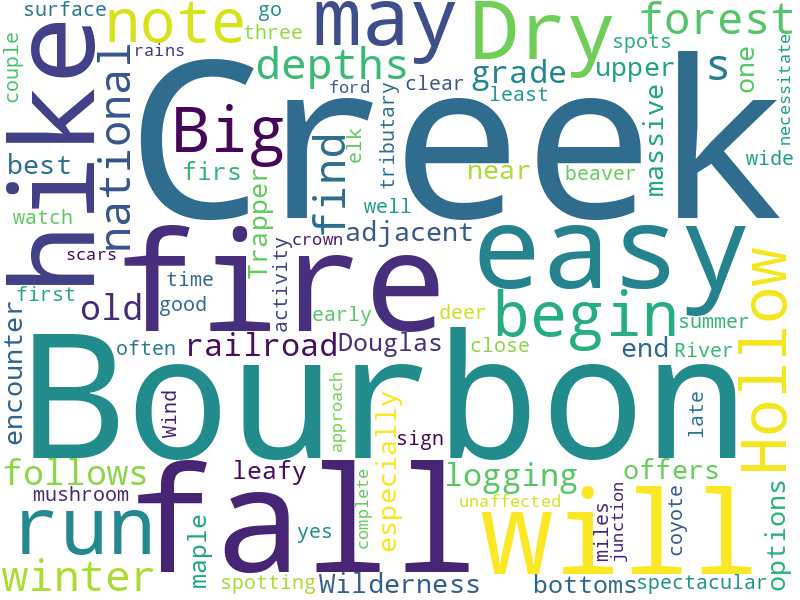 surface
note
go
may
Dry
forest
three
rains
spots
couple
hike
national
depths
ford
clear
grade
upper
s
one
necessitate
Creek
Big
least
massive
wide
best
firs
find
elk
tributary
near
beaver
watch
Trapper
well
adjacent
scars
crown
easy
Hollow
fire
activity
time
first
old
good
early
deer
begin
summer
encounter
often
railroad
Douglas
close
end
River
Bourbon
Wind
approach
especially
sign
late
follows
leafy
logging
offers
mushroom
fall
complete
unaffected
will
miles
junction
coyote
options
run
maple
yes
winter
spotting
Wilderness
bottoms
spectacular